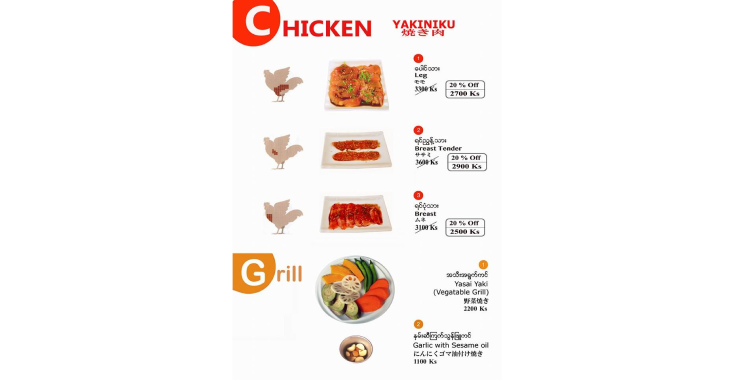 CHICKEN
YAKINIKU
焼き肉
1
ပေါင်သား
Leg
モモ
3300 Ks
20 % Off
2700 Ks
2
ရင်ညွန့်သား
Breast Tender
ササミ
3600 Ks
20 % Off
2900 Ks
3
ရင်ပုံသား
Breast
ムネ
3100 Ks
20 % Off
2500 Ks
Grill
1
အသီးအရွက်ကင်
Yasai Yaki
(Vegatable Grill)
野菜焼き
2200 Ks
2
နှမ်းဆီကြက်သွန်ဖြူကင်
Garlic with Sesame oil
にんにくゴマ油付け焼き
1100 Ks